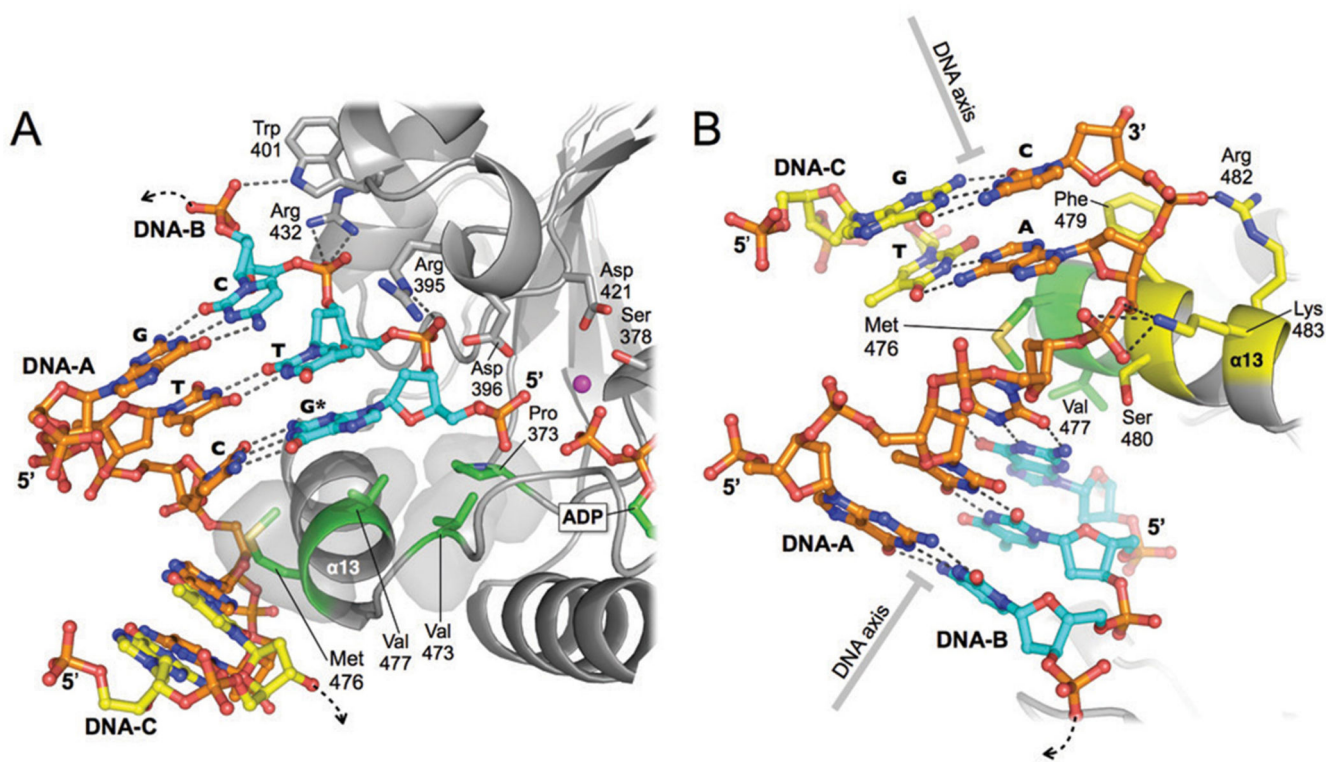 A
Trp
401
DNA-B
Arg
432
C
G
DNA-A
T
T
Arg
395
Asp
421
Ser
378
Asp
396
5’
G*
C
Pro
373
5’
ADP
α13
Val
477
Val
473
Met
476
5’
DNA-C
B
DNA axis
DNA-C
G
C
3’
Arg
482
Phe
479
5’
T
A
Met
476
Lys
483
α13
Val
477
Ser
480
5’
DNA-A
5’
DNA-B
DNA axis